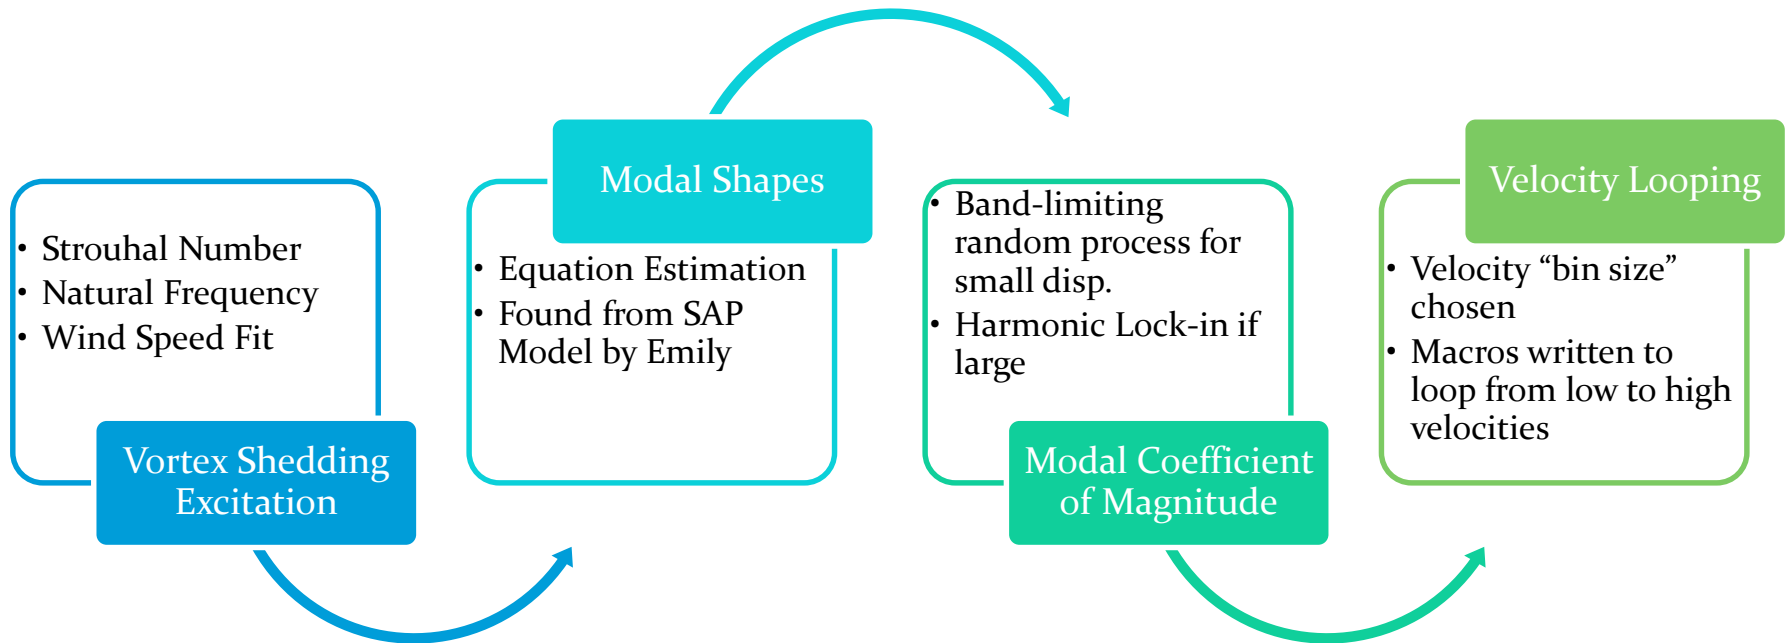 • Strouhal Number
• Natural Frequency
• Wind Speed Fit
Vortex Shedding
Excitation
Modal Shapes
• Equation Estimation
• Found from SAP
Model by Emily
• Band-limiting
random process for
small disp.
• Harmonic Lock-in if
large
Modal Coefficient
of Magnitude
Velocity Looping
• Velocity “bin size”
chosen
• Macros written to
loop from low to high
velocities